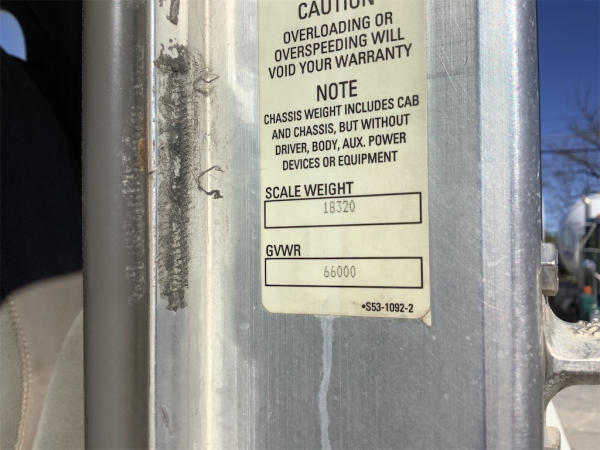 CAUTION
OVERLOADING OR
OVERSPEEDING WILL
VOID YOUR WARRANTY
NOTE
CHASSIS WEIGHT INCLUDES CAB
AND CHASSIS, BUT WITHOUT
DRIVER, BODY, AUX. POWER
DEVICES OR EQUIPMENT
SCALE WEIGHT
18320
GVWR
66000
•S53-1092-2